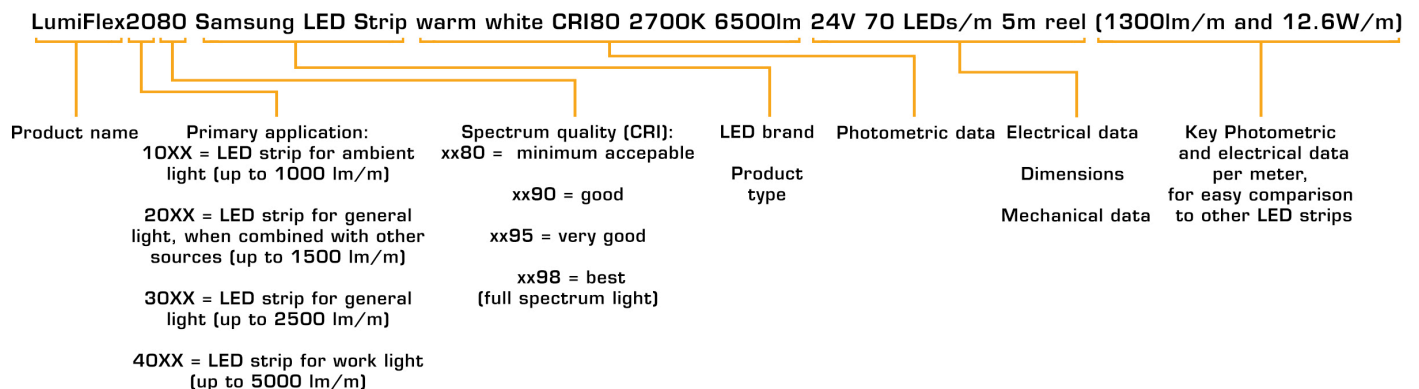 LumiFlex2080 Samsung LED Strip warm white CRI80 2700K 6500lm 24V 70 LEDs/m 5m reel (1300lm/m and 12.6W/m)
Product name
Primary application:
10XX = LED strip for ambient
light (up to 1000 lm/m)
20XX = LED strip for general
light, when combined with other
sources (up to 1500 lm/m)
30XX = LED strip for general
light (up to 2500 lm/m)
40XX = LED strip for work light
(up to 5000 lm/m)
Spectrum quality (CRI):
xx80 = minimum accepable
xx90 = good
xx95 = very good
xx98 = best
(full spectrum light)
LED brand
Product
type
Photometric data
Electrical data
Dimensions
Mechanical data
Key Photometric
and electrical data
per meter,
for easy comparison
to other LED strips